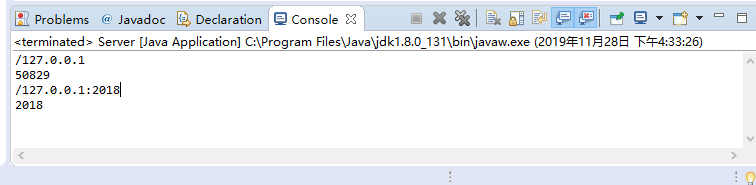 Problems @ Javadoc Declaration Console
<terminated> Server [Java Application] C:\Program Files\Java\jdk1.8.0_131\bin\javaw.exe (2019年11月28日 下午4:33:26)
/127.0.0.1
50829
/127.0.0.1:2018
2018